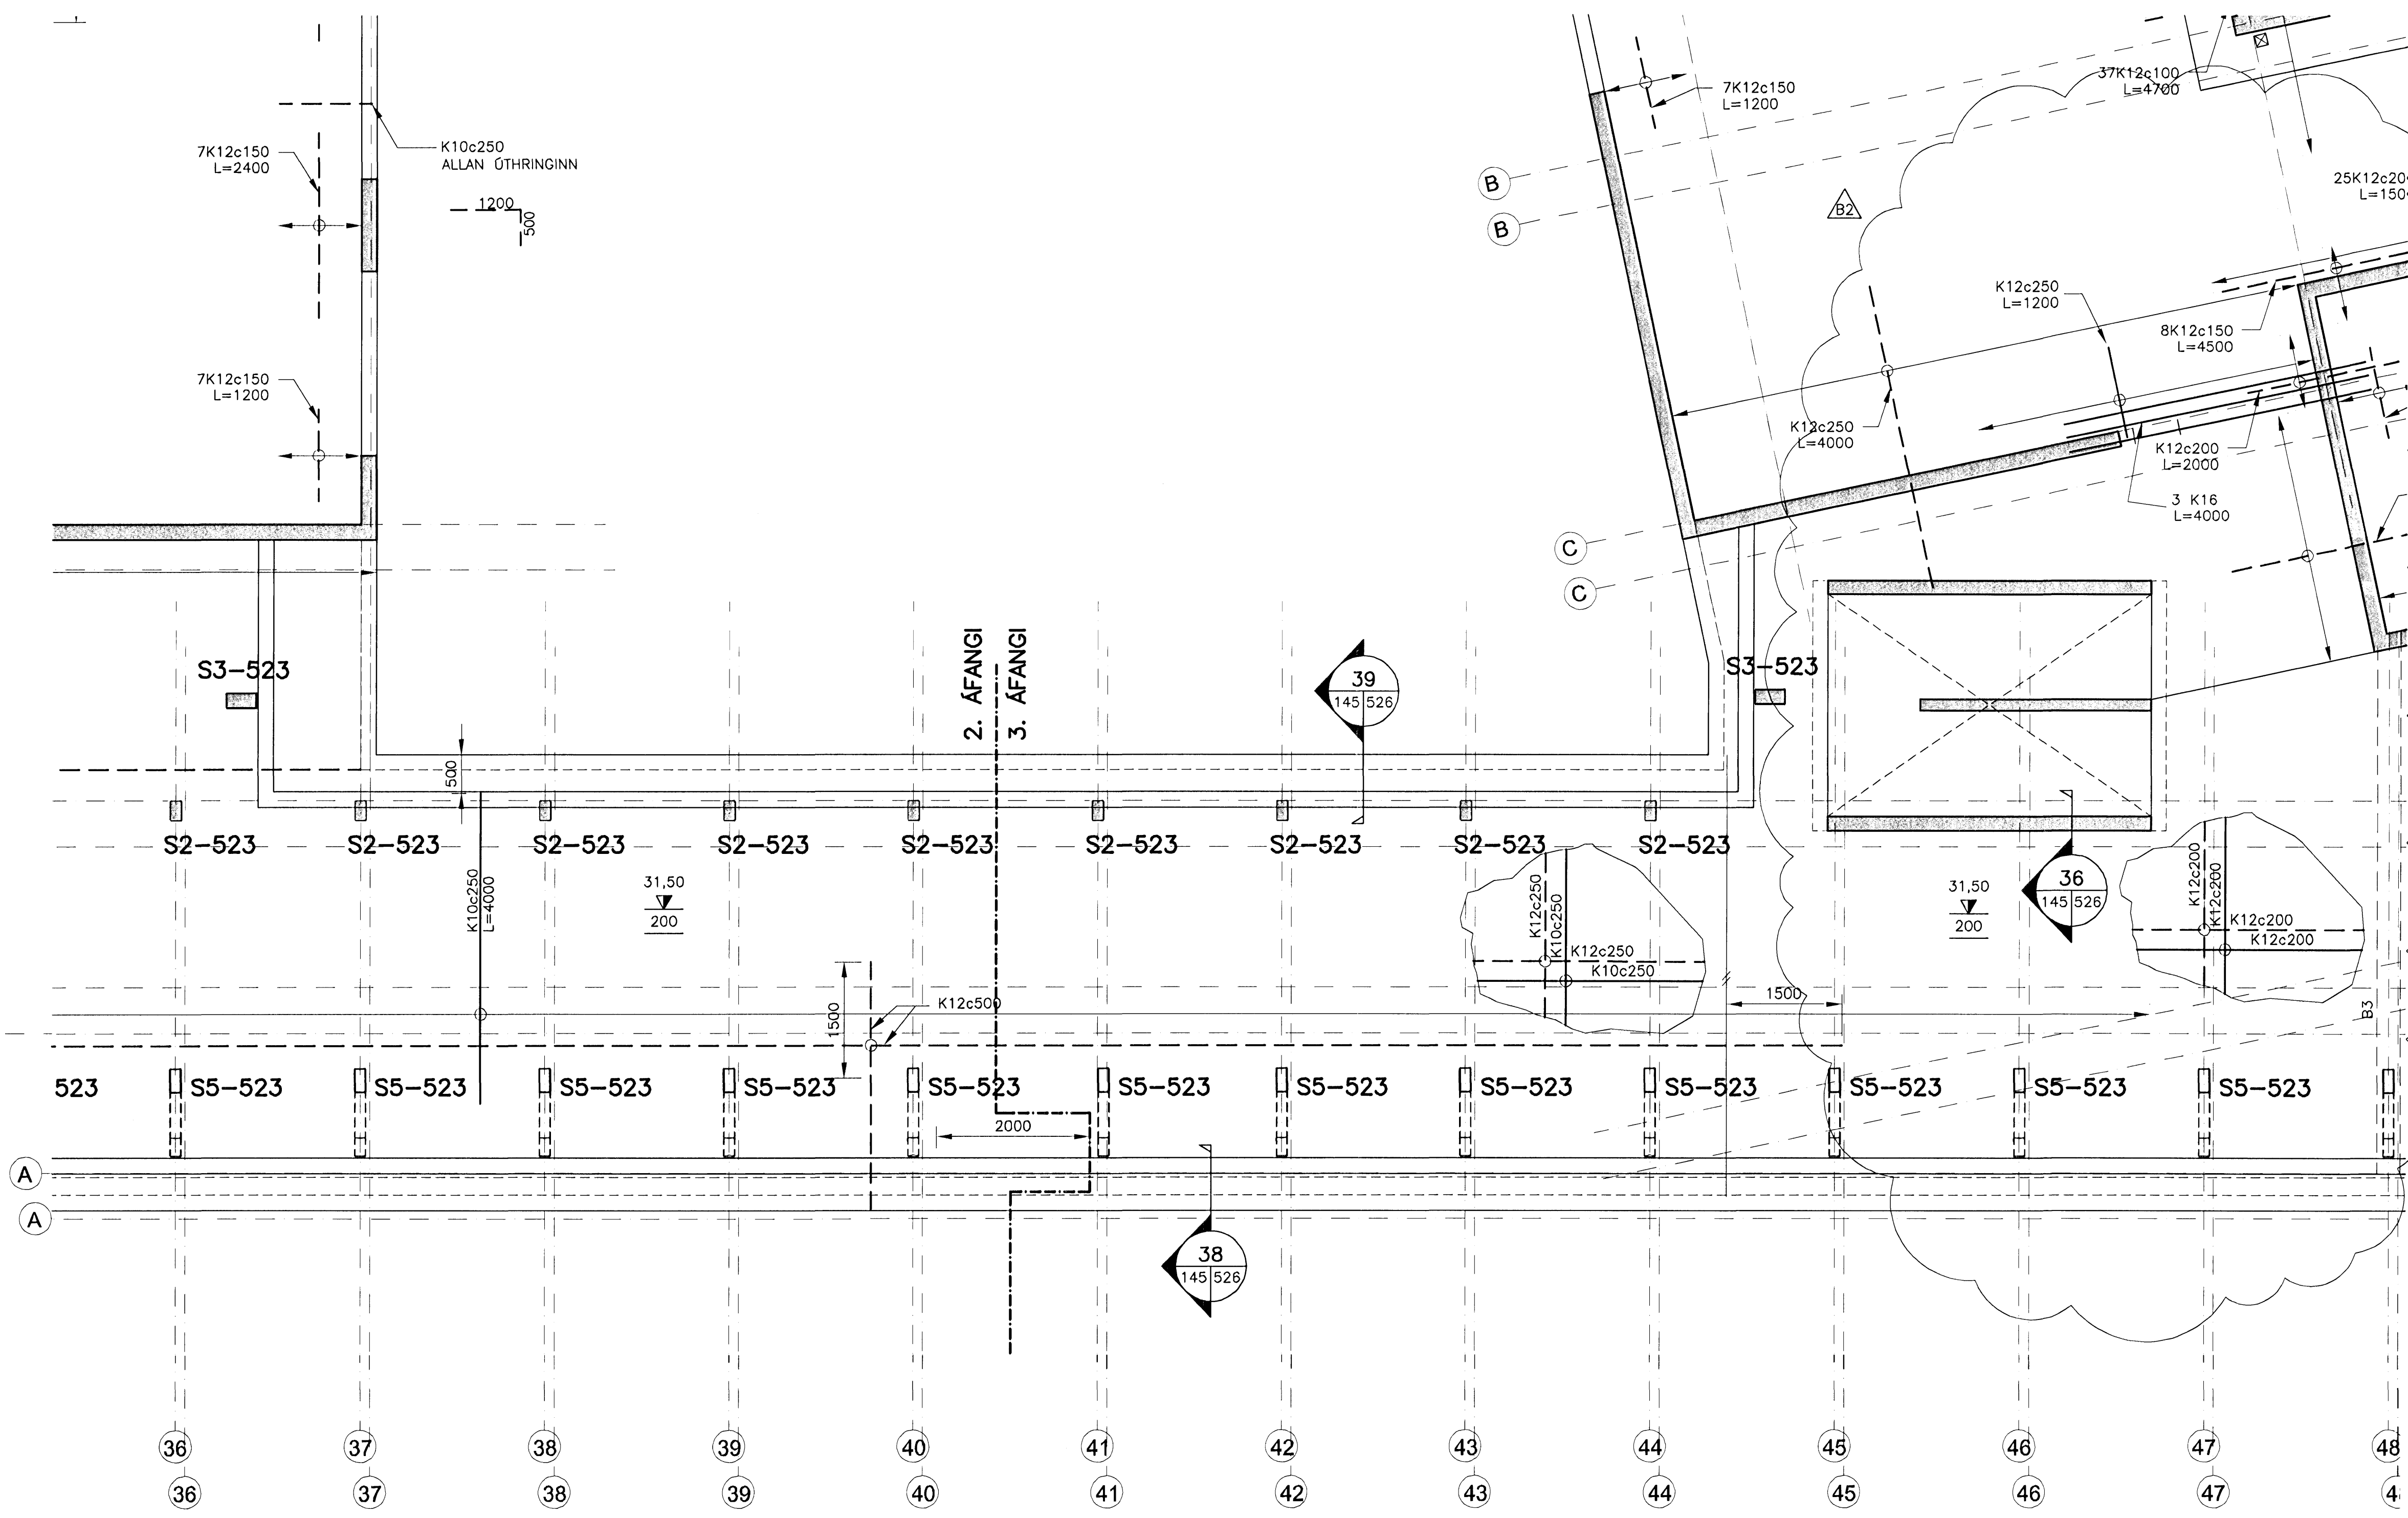 7K12c150
L=1200
37K12c100
L=4700
7K12c150
L=2400
K10c250
ALLAN ÚTHRINGINN
1200
500
B
B
B2
K12c250
L=1200
8K12c150
L=4500
7K12c150
L=1200
K12c250
L=4000
K12c200
L=2000
3 K16
L=4000
C
C
S3-523
2. ÁFANGI
3. ÁFANGI
39
145 526
S3-523
500
S2-523
S2-523
S2-523
S2-523
S2-523
S2-523
S2-523
S2-523
S2-523
K10c250
L=4000
31,50
200
K12c250
K10c250
K12c250
K10c250
31,50
200
36
145 526
K12c200
K12c200
K12c200
K12c200
1500
K12c500
1500
B3
523
S5-523
S5-523
S5-523
S5-523
S5-523
S5-523
S5-523
S5-523
S5-523
S5-523
S5-523
S5-523
2000
A
A
38
145 526
36
37
38
39
40
41
42
43
44
45
46
47
48
36
37
38
39
40
41
42
43
44
45
46
47